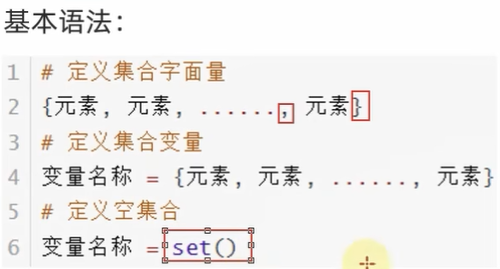 基本语法：
1 # 定义集合字面量
2 {元素, 元素, ......, 元素}
3 # 定义集合变量
4 变量名称 = {元素, 元素, ......, 元素}
5 # 定义空集合
6 变量名称 = set()